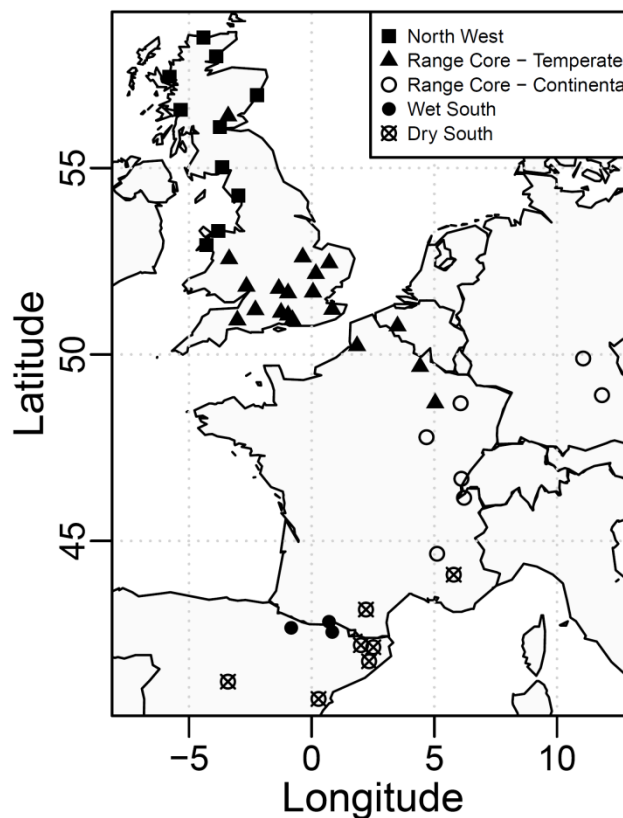 North West
Range Core − Temperate
Range Core − Continenta
Wet South
Dry South
55
50
45
Latitude
−5 0 5 10
Longitude